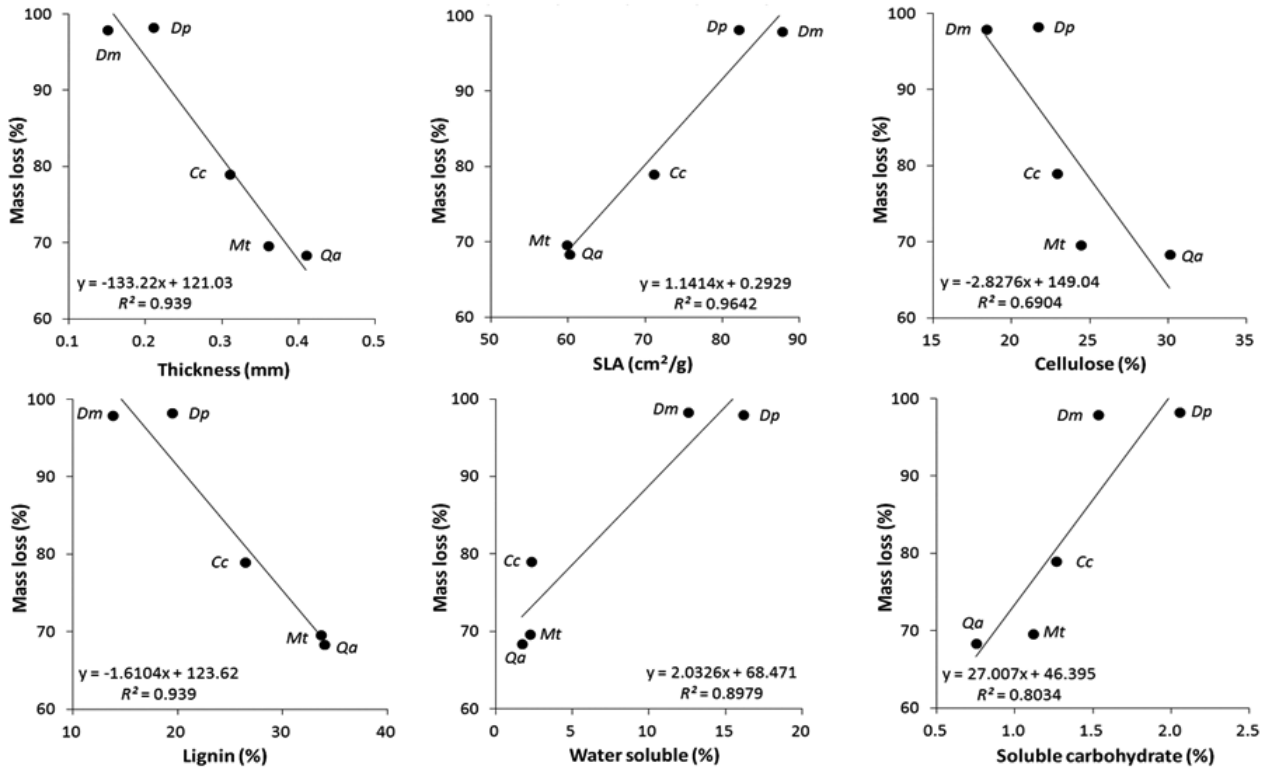 100
90
80
70
60
Mass loss (%)
Dm
Dp
Cc
Mt
Qa
y = -133.22x + 121.03
R² = 0.939
0.1 0.2 0.3 0.4 0.5
Thickness (mm)
100
90
80
70
60
Mass loss (%)
Dp
Dm
Cc
Mt
Qa
y = 1.1414x + 0.2929
R² = 0.9642
50 60 70 80 90
SLA (cm²/g)
100
90
80
70
60
Mass loss (%)
Dm
Dp
Cc
Mt
Qa
y = -2.8276x + 149.04
R² = 0.6904
15 20 25 30 35
Cellulose (%)
100
90
80
70
60
Mass loss (%)
Dm
Dp
Cc
Mt
Qa
y = -1.6104x + 123.62
R² = 0.939
10 20 30 40
Lignin (%)
100
90
80
70
60
Mass loss (%)
Dm
Dp
Cc
Mt
Qa
y = 2.0326x + 68.471
R² = 0.8979
0 5 10 15 20
Water soluble (%)
100
90
80
70
60
Mass loss (%)
Dm
Dp
Cc
Qa
Mt
y = 27.007x + 46.395
R² = 0.8034
0.5 1.0 1.5 2.0 2.5
Soluble carbohydrate (%)